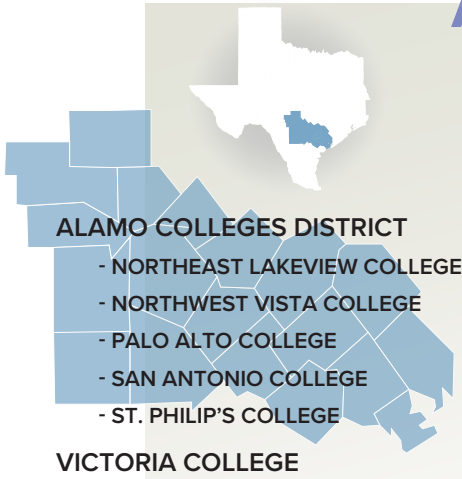 ALAMO COLLEGES DISTRICT
- NORTHEAST LAKEVIEW COLLEGE
- NORTHWEST VISTA COLLEGE
- PALO ALTO COLLEGE
- SAN ANTONIO COLLEGE
- ST. PHILIP'S COLLEGE
VICTORIA COLLEGE